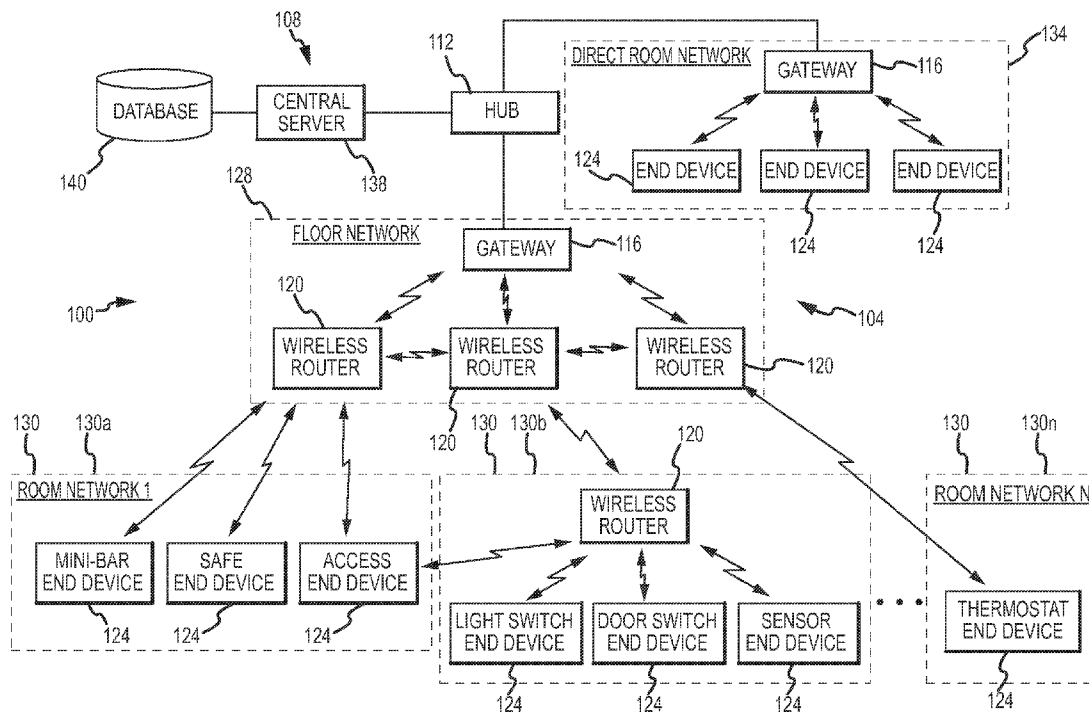 108
112
134
DIRECT ROOM NETWORK
GATEWAY
116
DATABASE
CENTRAL
SERVER
HUB
140
138
124
END DEVICE
END DEVICE
END DEVICE
124
124
128
FLOOR NETWORK
GATEWAY
116
100
120
104
WIRELESS
ROUTER
WIRELESS
ROUTER
WIRELESS
ROUTER
120
120
130
130a
130
130b
120
130
130n
ROOM NETWORK 1
WIRELESS
ROUTER
ROOM NETWORK N
MINI-BAR
END DEVICE
SAFE
END DEVICE
ACCESS
END DEVICE
124
124
124
LIGHT SWITCH
END DEVICE
DOOR SWITCH
END DEVICE
SENSOR
END DEVICE
THERMOSTAT
END DEVICE
124
124
124
124